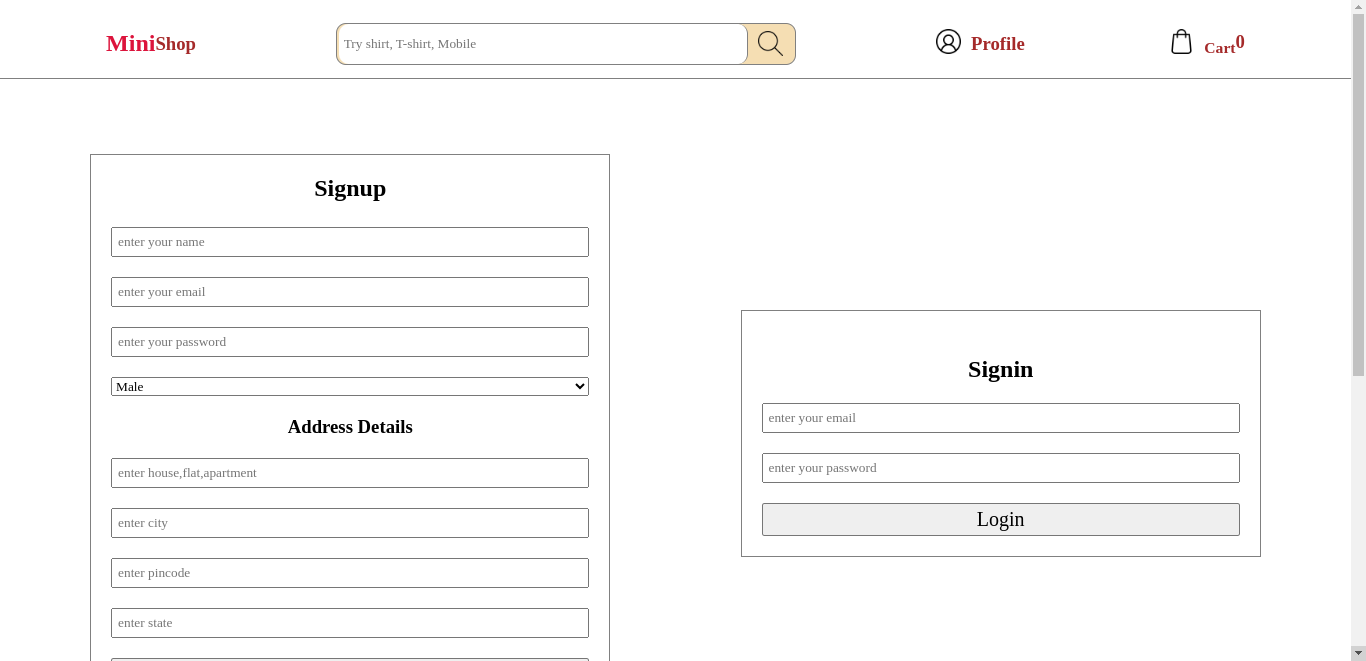 MiniShop
Try shirt, T-shirt, Mobile
Profile
Cart0
Signup
enter your name
enter your email
enter your password
Male
Address Details
enter house,flat,apartment
enter city
enter pincode
enter state
Signin
enter your email
enter your password
Login